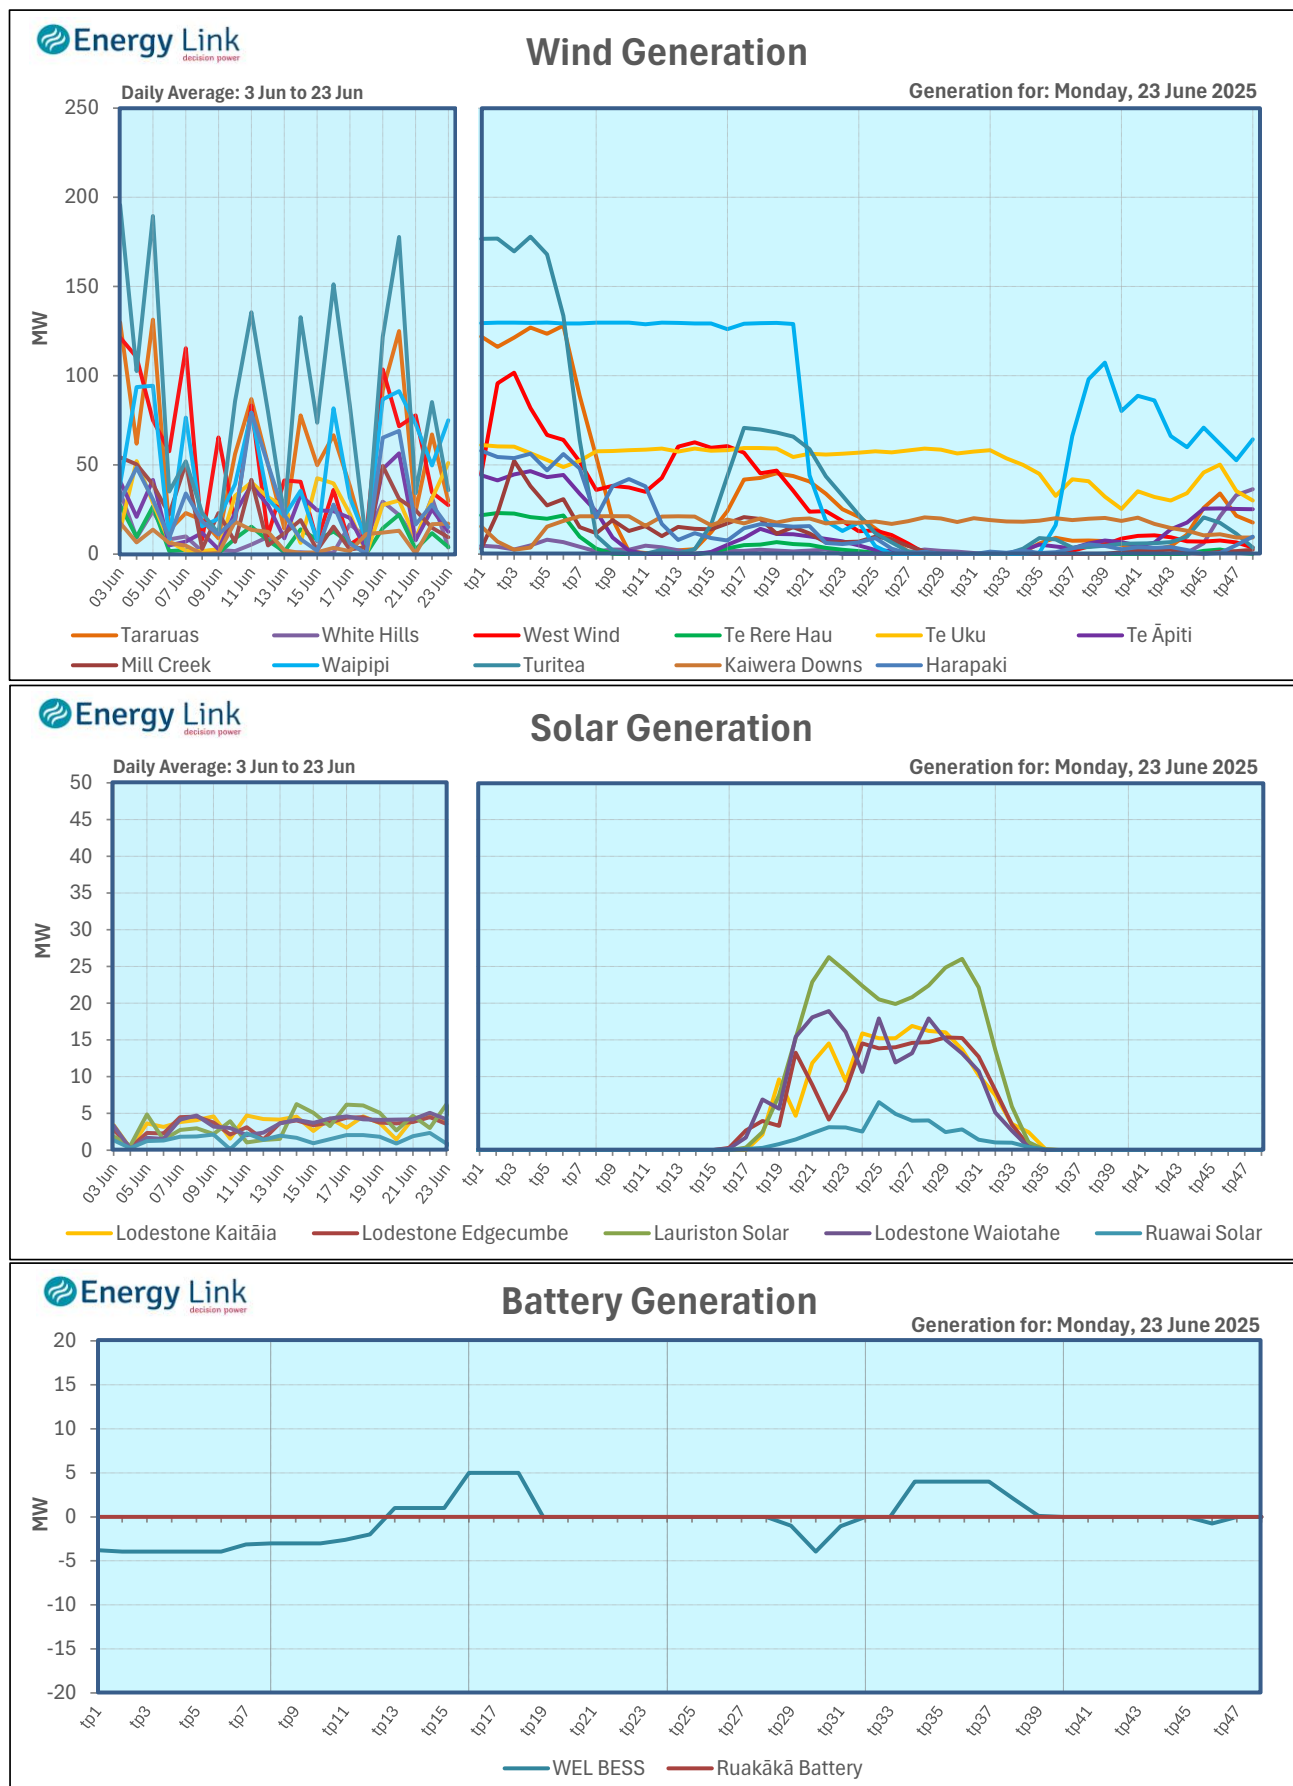 Energy Link
decision power
Wind Generation
Daily Average: 3 Jun to 23 Jun
Generation for: Monday, 23 June 2025
250
200
150
100
50
0
MW
03 Jun 05 Jun 07 Jun 09 Jun 11 Jun 13 Jun 15 Jun 17 Jun 19 Jun 21 Jun 23 Jun
tp1 tp3 tp5 tp7 tp9 tp11 tp13 tp15 tp17 tp19 tp21 tp23 tp25 tp27 tp29 tp31 tp33 tp35 tp37 tp39 tp41 tp43 tp45 tp47
Tararuas White Hills West Wind Te Rere Hau Te Uku Te Āpiti
Mill Creek Waipipi Turitea Kaiwera Downs Harapaki
Energy Link
decision power
Solar Generation
Daily Average: 3 Jun to 23 Jun
Generation for: Monday, 23 June 2025
50
45
40
35
30
25
20
15
10
5
0
MW
03 Jun 05 Jun 07 Jun 09 Jun 11 Jun 13 Jun 15 Jun 17 Jun 19 Jun 21 Jun 23 Jun
tp1 tp3 tp5 tp7 tp9 tp11 tp13 tp15 tp17 tp19 tp21 tp23 tp25 tp27 tp29 tp31 tp33 tp35 tp37 tp39 tp41 tp43 tp45 tp47
Lodestone Kaitāia Lodestone Edgecumbe Lauriston Solar Lodestone Waiotahe Ruawai Solar
Energy Link
decision power
Battery Generation
Generation for: Monday, 23 June 2025
20
15
10
5
0
-5
-10
-15
-20
MW
tp1 tp3 tp5 tp7 tp9 tp11 tp13 tp15 tp17 tp19 tp21 tp23 tp25 tp27 tp29 tp31 tp33 tp35 tp37 tp39 tp41 tp43 tp45 tp47
WEL BESS Ruakākā Battery